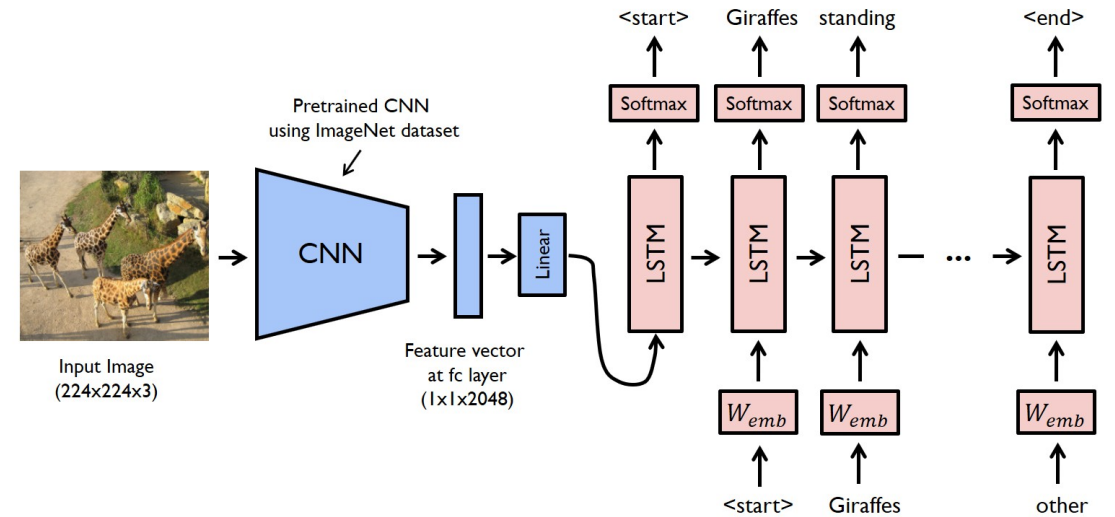 <start> Giraffes standing <end>
Softmax Softmax Softmax Softmax
Pretrained CNN
using ImageNet dataset
CNN
Linear
LSTM LSTM LSTM ... LSTM
Input Image
(224x224x3)
Feature vector
at fc layer
(1x1x2048)
W_emb W_emb W_emb
<start> Giraffes other